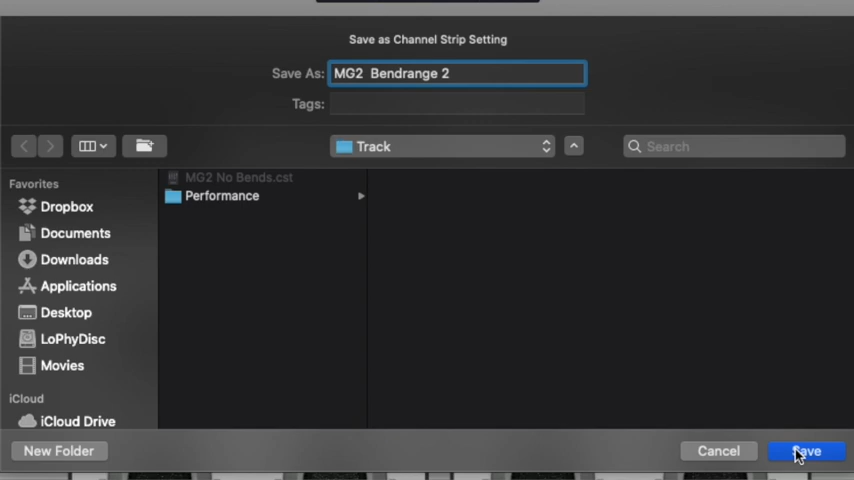 Save as Channel Strip Setting
Save As: MG2  Bendrange 2
Tags:
Track
Search
Favorites
Dropbox
Documents
Downloads
Applications
Desktop
LoPhyDisc
Movies
iCloud
iCloud Drive
MG2 No Bends.cst
Performance
New Folder
Cancel
Save